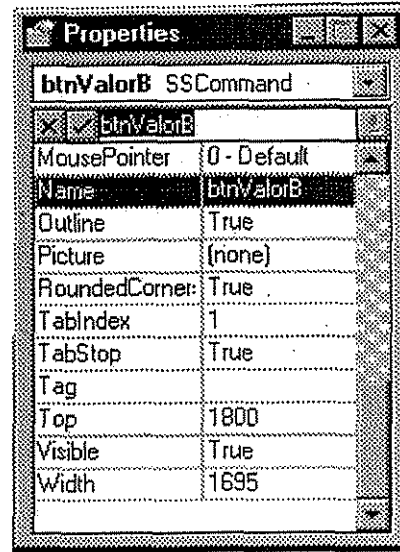 Properties
btnValorB SSCommand
btnValorB
MousePointer 0 - Default
Name btnValorB
Outline True
Picture (none)
RoundedCorner: True
TabIndex 1
TabStop True
Tag
Top 1800
Visible True
Width 1695